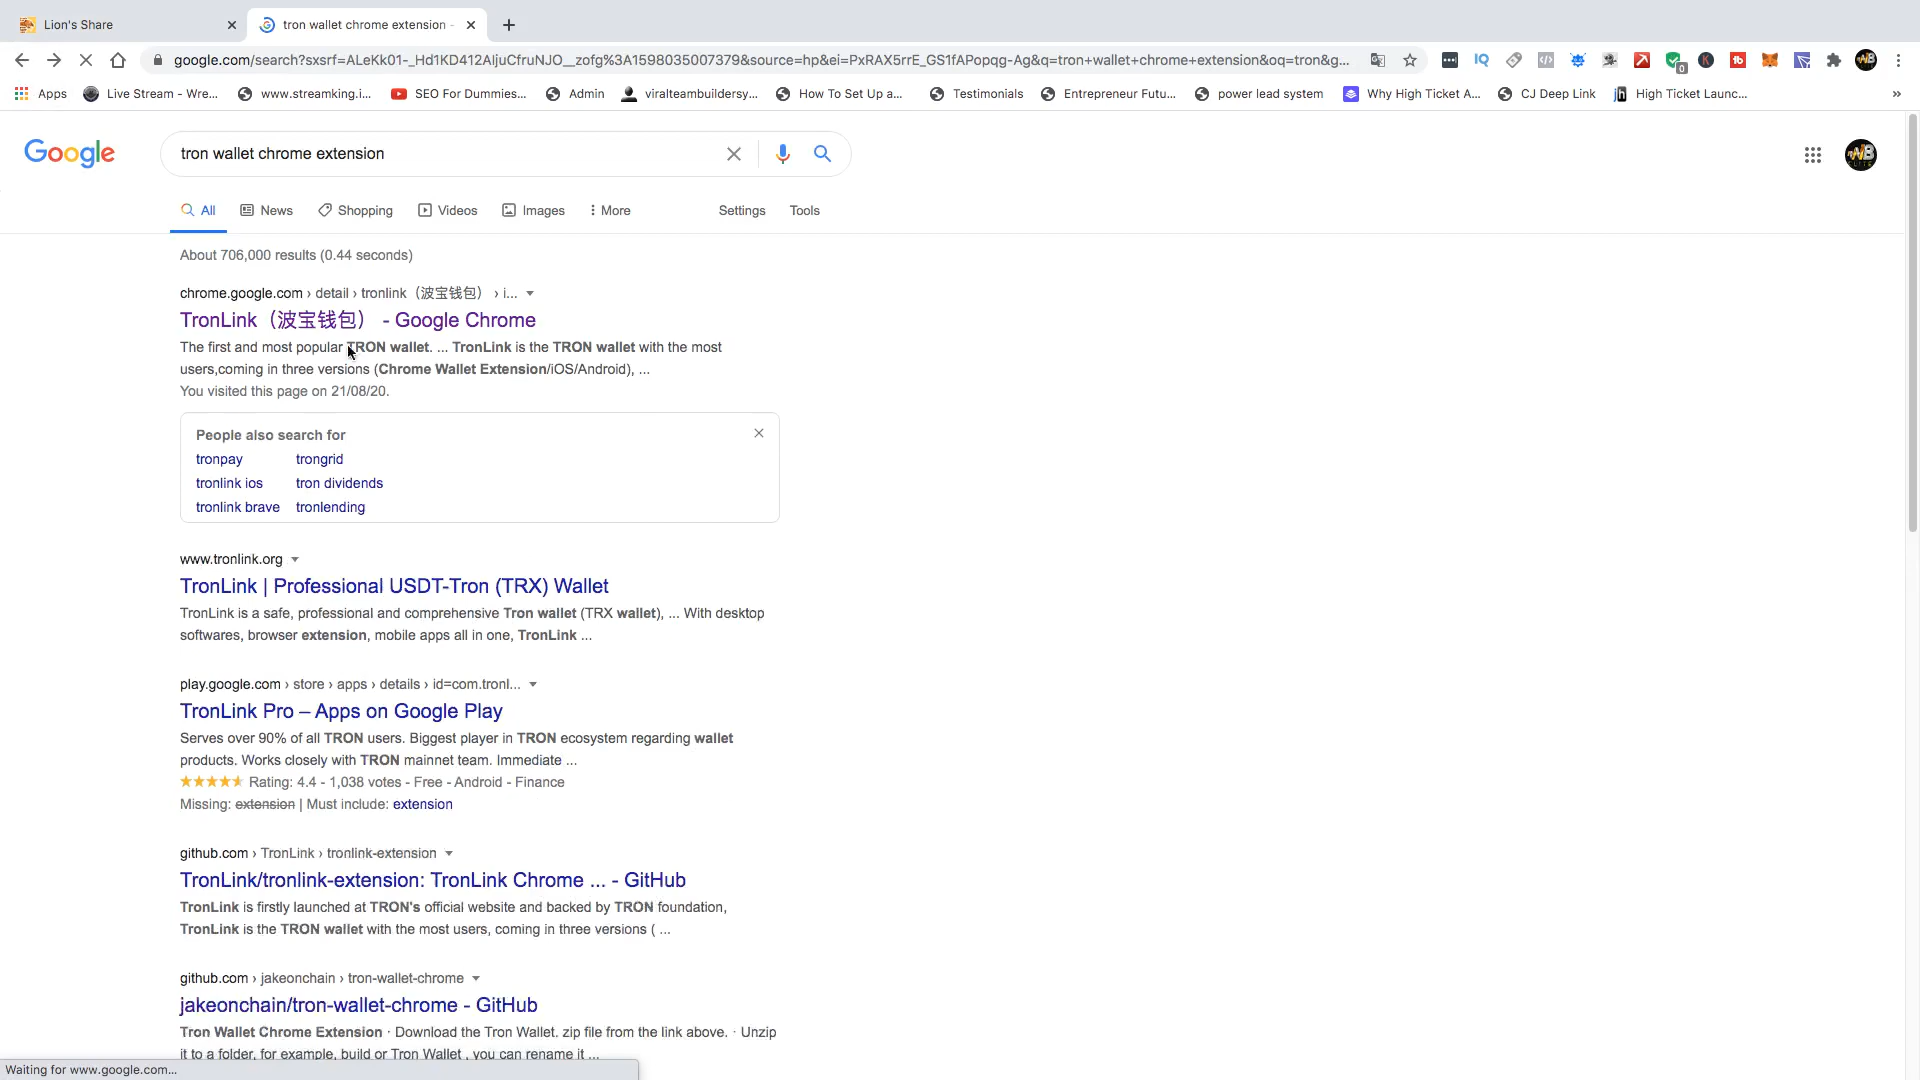 Lion's Share
tron wallet chrome extension -
google.com/search?sxsrf=ALeKk01-_Hd1KD412AljuCfruNJO__zofg%3A1598035007379&source=hp&ei=PxRAX5rrE_GS1fAPopqg-Ag&q=tron+wallet+chrome+extension&oq=tron&g...
Apps
Live Stream - Wre...
www.streamking.i...
SEO For Dummies...
Admin
viralteambuildersy...
How To Set Up a...
Testimonials
Entrepreneur Futu...
power lead system
Why High Ticket A...
CJ Deep Link
High Ticket Launc...
»
Google
tron wallet chrome extension
All
News
Shopping
Videos
Images
More
Settings
Tools
About 706,000 results (0.44 seconds)
chrome.google.com › detail › tronlink（波宝钱包） › i...
TronLink（波宝钱包） - Google Chrome
The first and most popular TRON wallet. ... TronLink is the TRON wallet with the most
users,coming in three versions (Chrome Wallet Extension/iOS/Android), ...
You visited this page on 21/08/20.
People also search for
tronpay trongrid
tronlink ios tron dividends
tronlink brave tronlending
www.tronlink.org
TronLink | Professional USDT-Tron (TRX) Wallet
TronLink is a safe, professional and comprehensive Tron wallet (TRX wallet), ... With desktop
softwares, browser extension, mobile apps all in one, TronLink ...
play.google.com › store › apps › details › id=com.tronl...
TronLink Pro – Apps on Google Play
Serves over 90% of all TRON users. Biggest player in TRON ecosystem regarding wallet
products. Works closely with TRON mainnet team. Immediate ...
Rating: 4.4 - 1,038 votes - Free - Android - Finance
Missing: extension | Must include: extension
github.com › TronLink › tronlink-extension
TronLink/tronlink-extension: TronLink Chrome ... - GitHub
TronLink is firstly launched at TRON's official website and backed by TRON foundation,
TronLink is the TRON wallet with the most users, coming in three versions ( ...
github.com › jakeonchain › tron-wallet-chrome
jakeonchain/tron-wallet-chrome - GitHub
Tron Wallet Chrome Extension · Download the Tron Wallet. zip file from the link above. · Unzip
it to a folder, for example, build or Tron Wallet , you can rename it ...
Waiting for www.google.com...